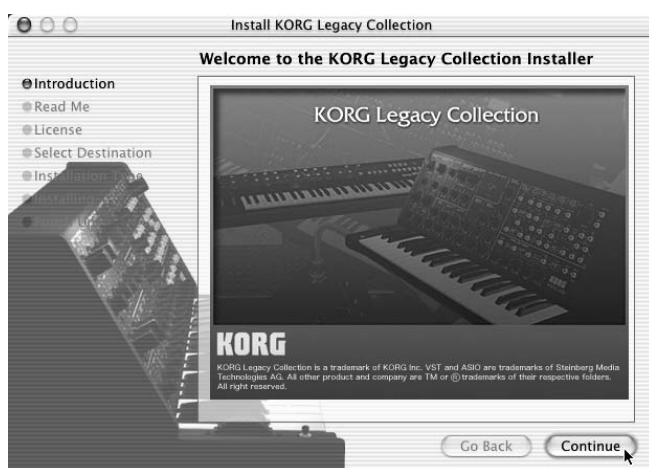 Install KORG Legacy Collection
Welcome to the KORG Legacy Collection Installer
Introduction
Read Me
License
Select Destination
Installation Type
Installing
KORG Legacy Collection
KORG
KORG Legacy Collection is a trademark of KORG Inc. VST and ASIO are trademarks of Steinberg Media
Technologies AG. All other product and company are TM or ® trademarks of their respective folders.
All right reserved.
Go Back
Continue